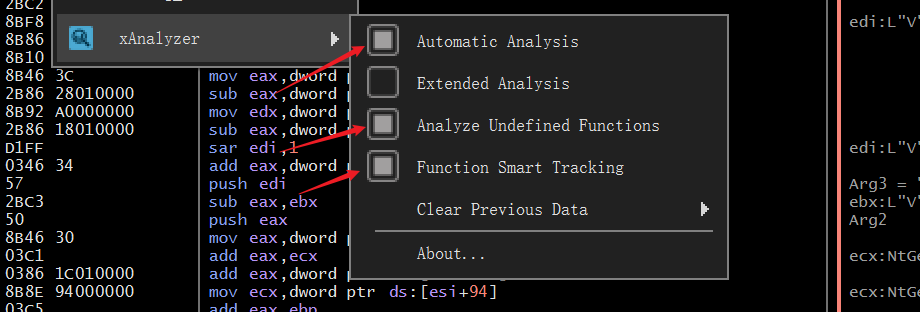 2BC2
8BF8
8B86
8B10
8B46 3C
2B86 28010000
8B92 A0000000
2B86 18010000
D1FF
0346 34
57
2BC3
50
8B46 30
03C1
0386 1C010000
8B8E 94000000
03C5
xAnalyzer
mov eax,dword p
sub eax,dword p
mov edx,dword p
sub eax,dword p
sar edi,1
add eax,dword p
push edi
sub eax,ebx
push eax
mov eax,dword p
add eax,ecx
add eax,dword p
mov ecx,dword ptr ds:[esi+94]
add eax,ebp
Automatic Analysis
Extended Analysis
Analyze Undefined Functions
Function Smart Tracking
Clear Previous Data
About...
edi:L"V"
edi:L"V"
Arg3 = "
ebx:L"V"
Arg2
ecx:NtGe
ecx:NtGe